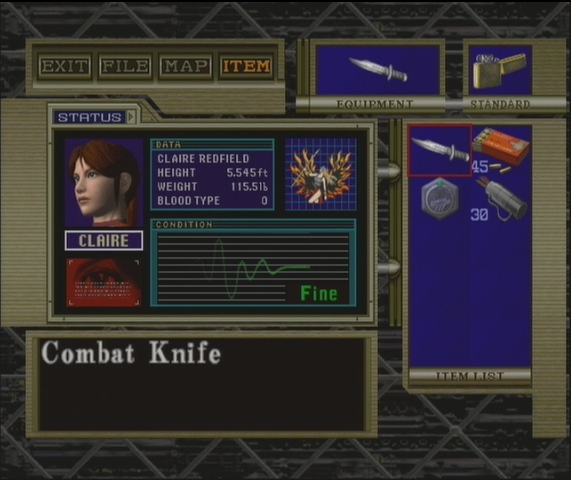 EXIT FILE MAP ITEM
EQUIPMENT STANDARD
STATUS
DATA
CLAIRE REDFIELD
HEIGHT 5.545ft
WEIGHT 115.5lb
BLOOD TYPE O
CLAIRE
CONDITION
Fine
45
30
Combat Knife
ITEM LIST